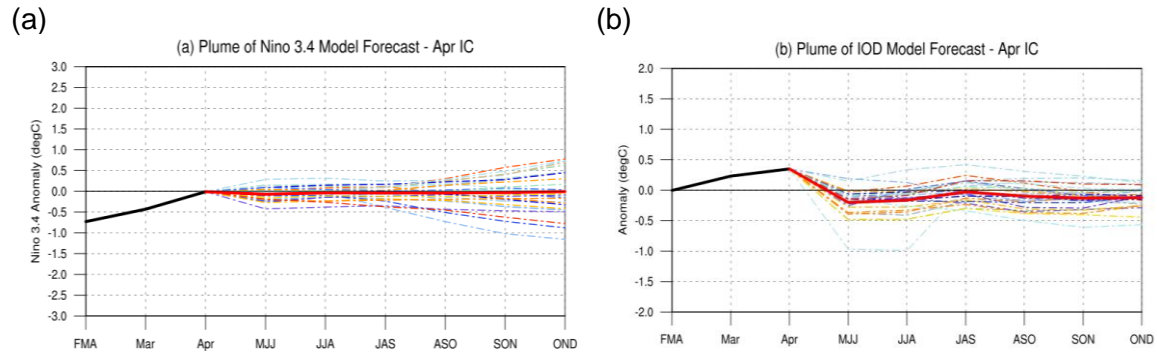 (a)
(a) Plume of Nino 3.4 Model Forecast - Apr IC
Nino 3.4 Anomaly (degC)
3.0
2.5
2.0
1.5
1.0
0.5
0.0
-0.5
-1.0
-1.5
-2.0
-2.5
-3.0
FMA Mar Apr MJJ JJA JAS ASO SON OND
(b)
(b) Plume of IOD Model Forecast - Apr IC
Anomaly (degC)
2.0
1.5
1.0
0.5
0.0
-0.5
-1.0
-1.5
-2.0
FMA Mar Apr MJJ JJA JAS ASO SON OND